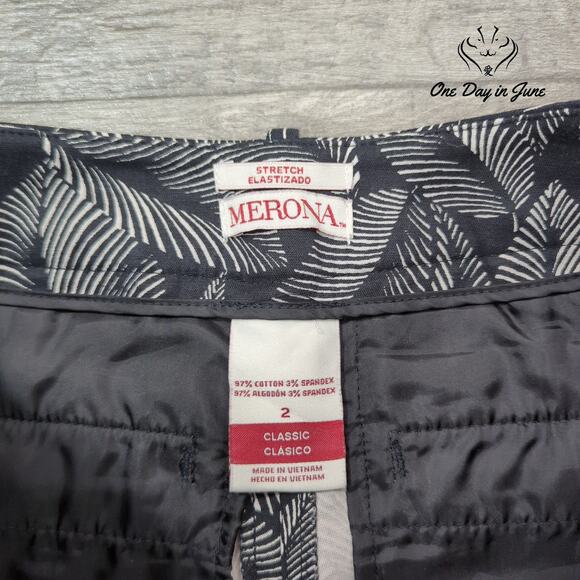 One Day in June
STRETCH
ELASTIZADO
MERONA™
97% COTTON 3% SPANDEX
97% ALGODÓN 3% SPANDEX
2
CLASSIC
CLÁSICO
MADE IN VIETNAM
HECHO EN VIETNAM